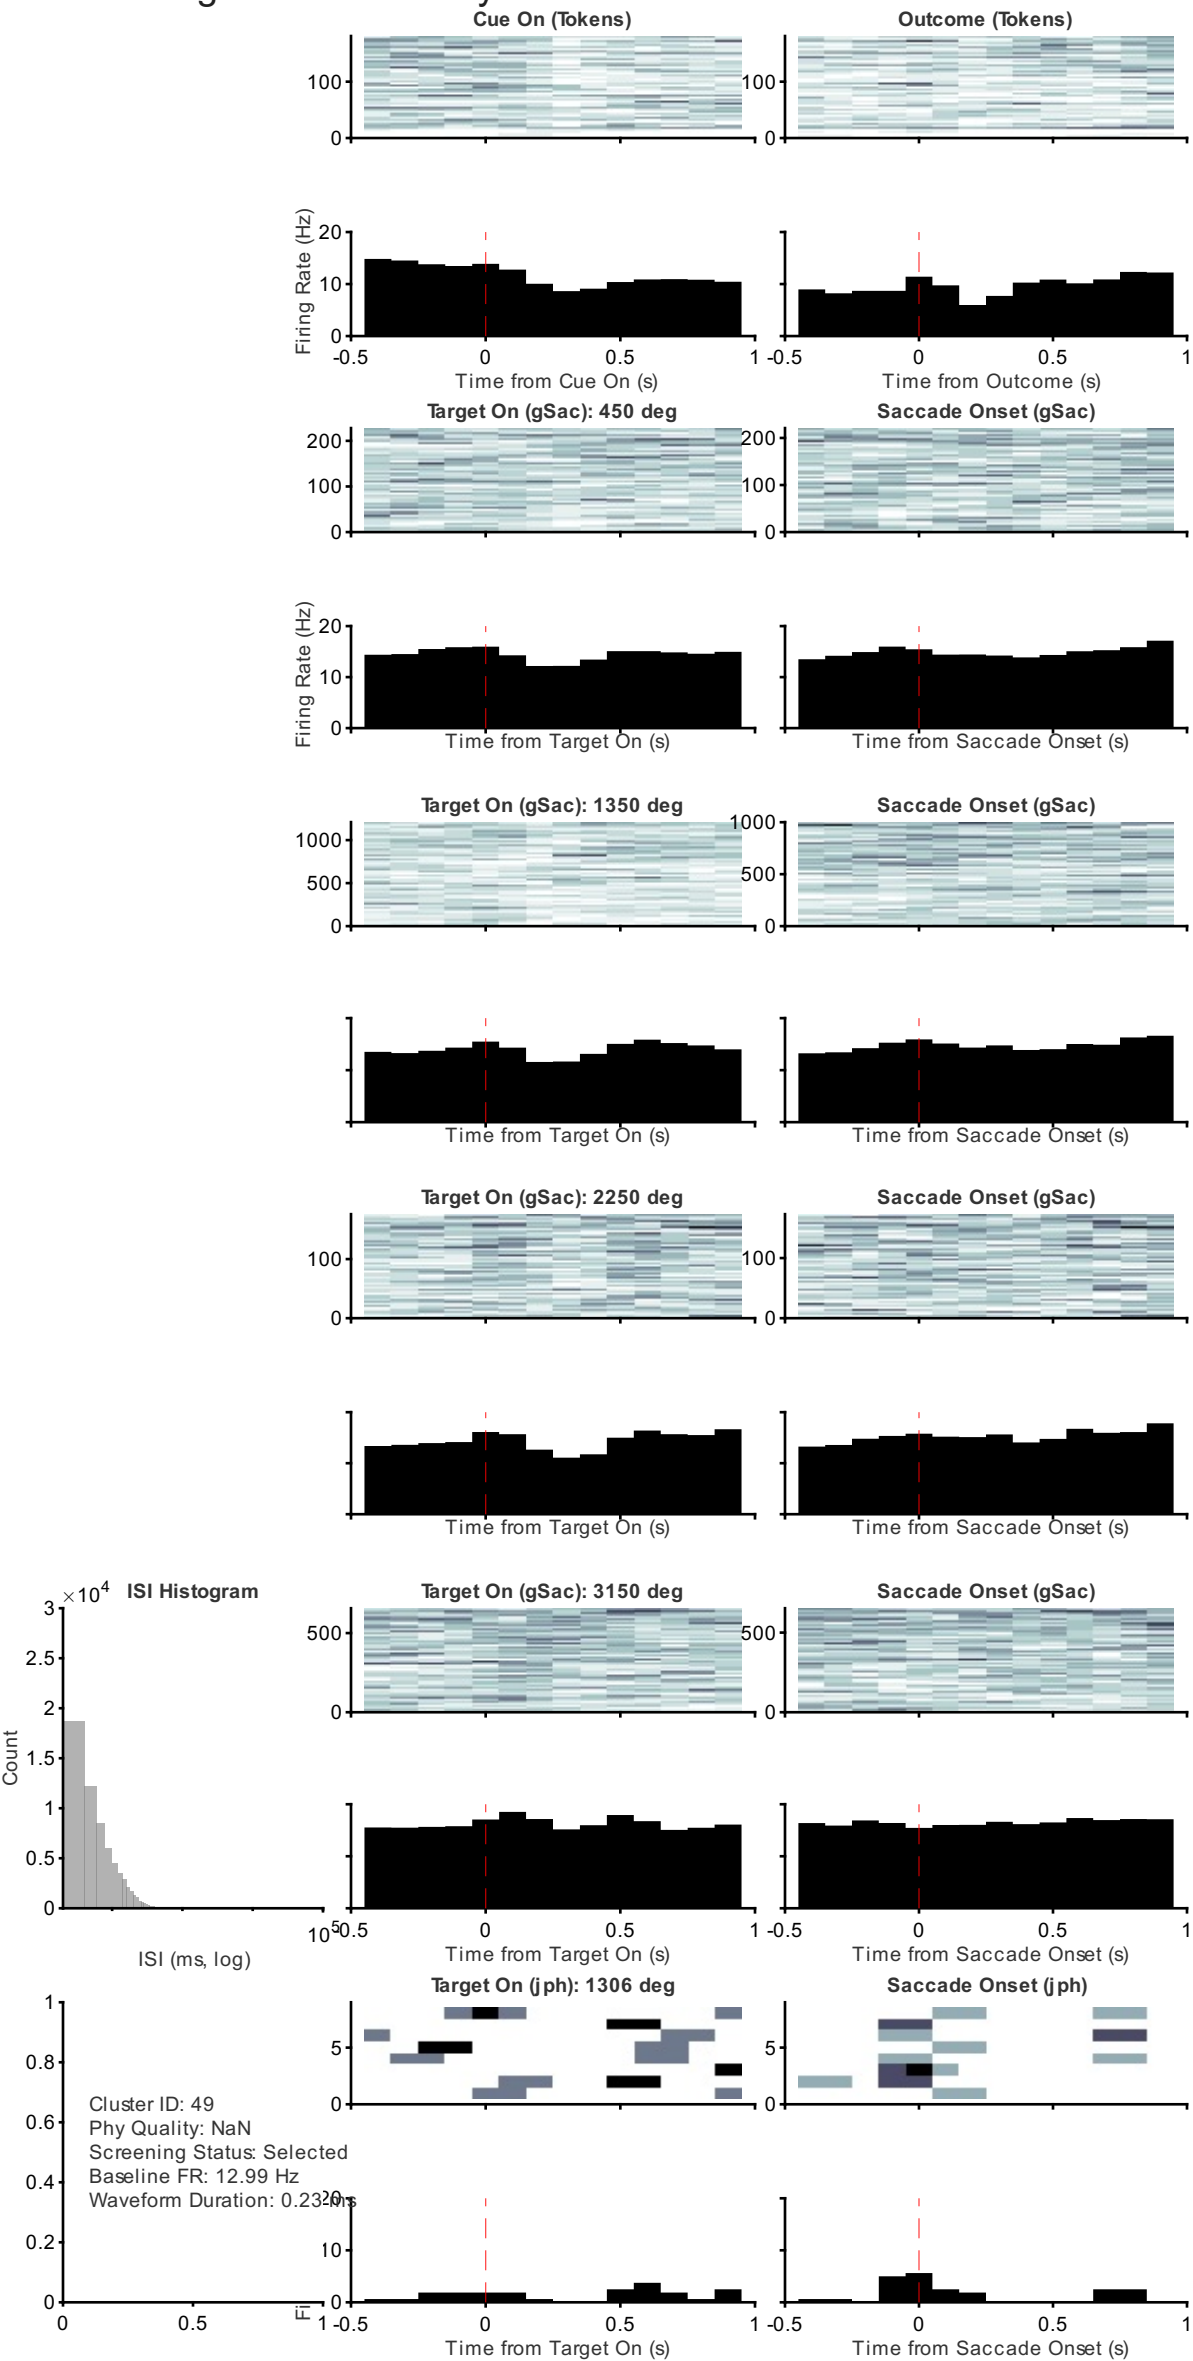 Cue On (Tokens)
Outcome (Tokens)
100
0
100
0
Firing Rate (Hz)
20
10
0
-0.5
0
0.5
1
-0.5
0
0.5
1
Time from Cue On (s)
Time from Outcome (s)
Target On (gSac): 450 deg
Saccade Onset (gSac)
200
100
0
200
100
0
Firing Rate (Hz)
20
10
0
Time from Target On (s)
Time from Saccade Onset (s)
Target On (gSac): 1350 deg
Saccade Onset (gSac)
1000
500
0
1000
500
0
Time from Target On (s)
Time from Saccade Onset (s)
Target On (gSac): 2250 deg
Saccade Onset (gSac)
100
0
100
0
Time from Target On (s)
Time from Saccade Onset (s)
×10⁴
ISI Histogram
Target On (gSac): 3150 deg
Saccade Onset (gSac)
3
2.5
2
1.5
1
0.5
0
Count
10⁵
ISI (ms, log)
500
0
500
0
-0.5
0
0.5
1
-0.5
0
0.5
1
Time from Target On (s)
Time from Saccade Onset (s)
Target On (jph): 1306 deg
Saccade Onset (jph)
1
0.8
0.6
0.4
0.2
0
0
0.5
1
Cluster ID: 49
Phy Quality: NaN
Screening Status: Selected
Baseline FR: 12.99 Hz
Waveform Duration: 0.23 ms
5
0
5
0
20
10
0
Fi
-0.5
0
0.5
1
-0.5
0
0.5
1
Time from Target On (s)
Time from Saccade Onset (s)